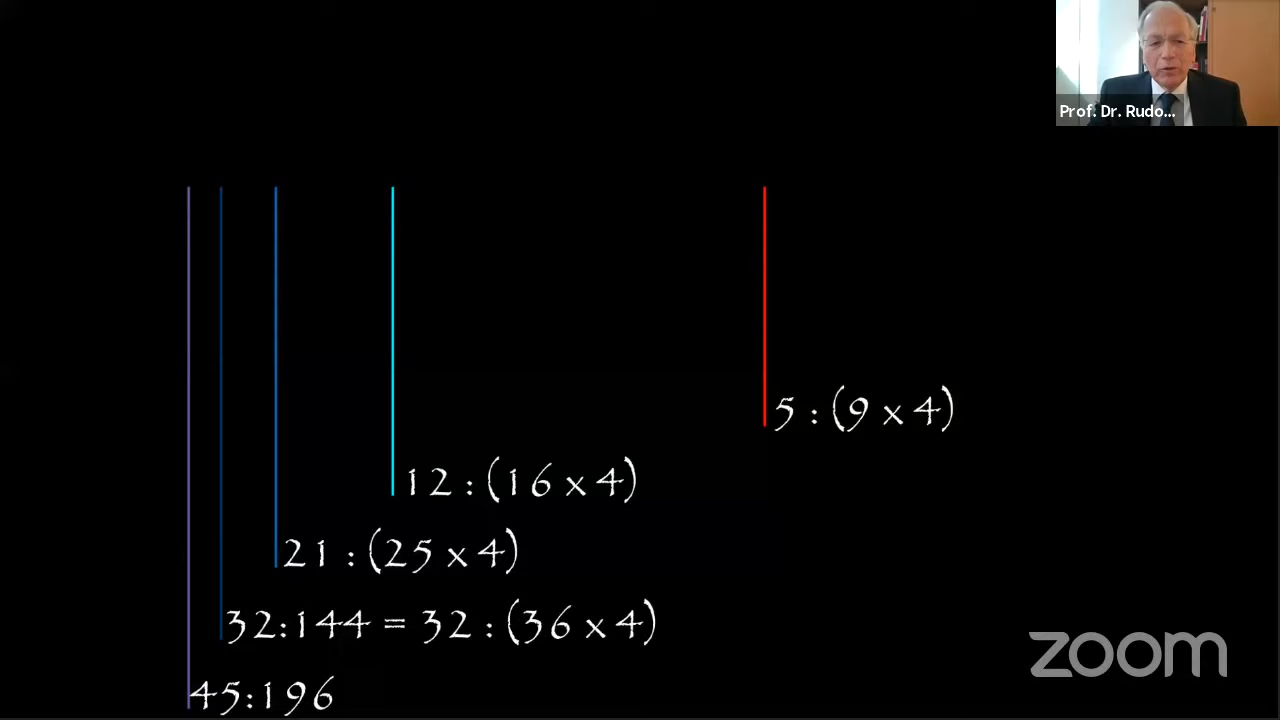 Prof. Dr. Rudo...
5 : (9 x 4)
12 : (16 x 4)
21 : (25 x 4)
32:144 = 32 : (36 x 4)
45:196
zoom